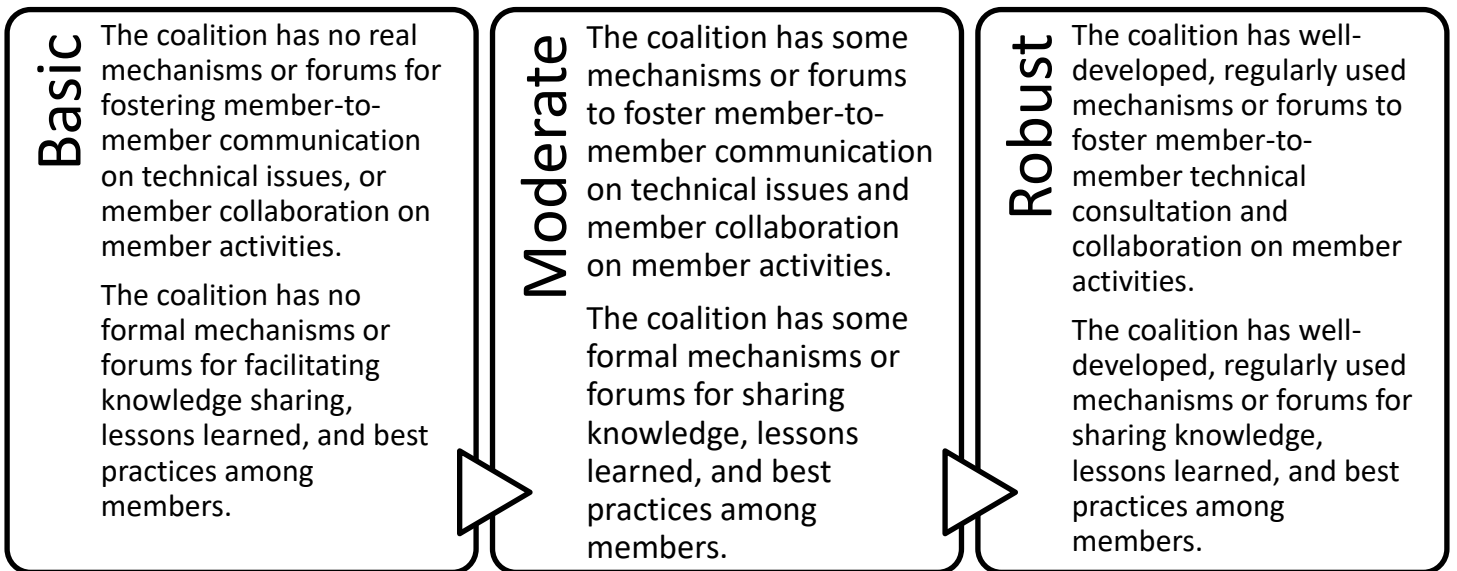 Basic
The coalition has no real
mechanisms or forums for
fostering member-to-
member communication
on technical issues, or
member collaboration on
member activities.
The coalition has no
formal mechanisms or
forums for facilitating
knowledge sharing,
lessons learned, and best
practices among
members.
Moderate
The coalition has some
mechanisms or forums
to foster member-to-
member communication
on technical issues and
member collaboration
on member activities.
The coalition has some
formal mechanisms or
forums for sharing
knowledge, lessons
learned, and best
practices among
members.
Robust
The coalition has well-
developed, regularly used
mechanisms or forums to
foster member-to-
member technical
consultation and
collaboration on member
activities.
The coalition has well-
developed, regularly used
mechanisms or forums for
sharing knowledge,
lessons learned, and best
practices among
members.